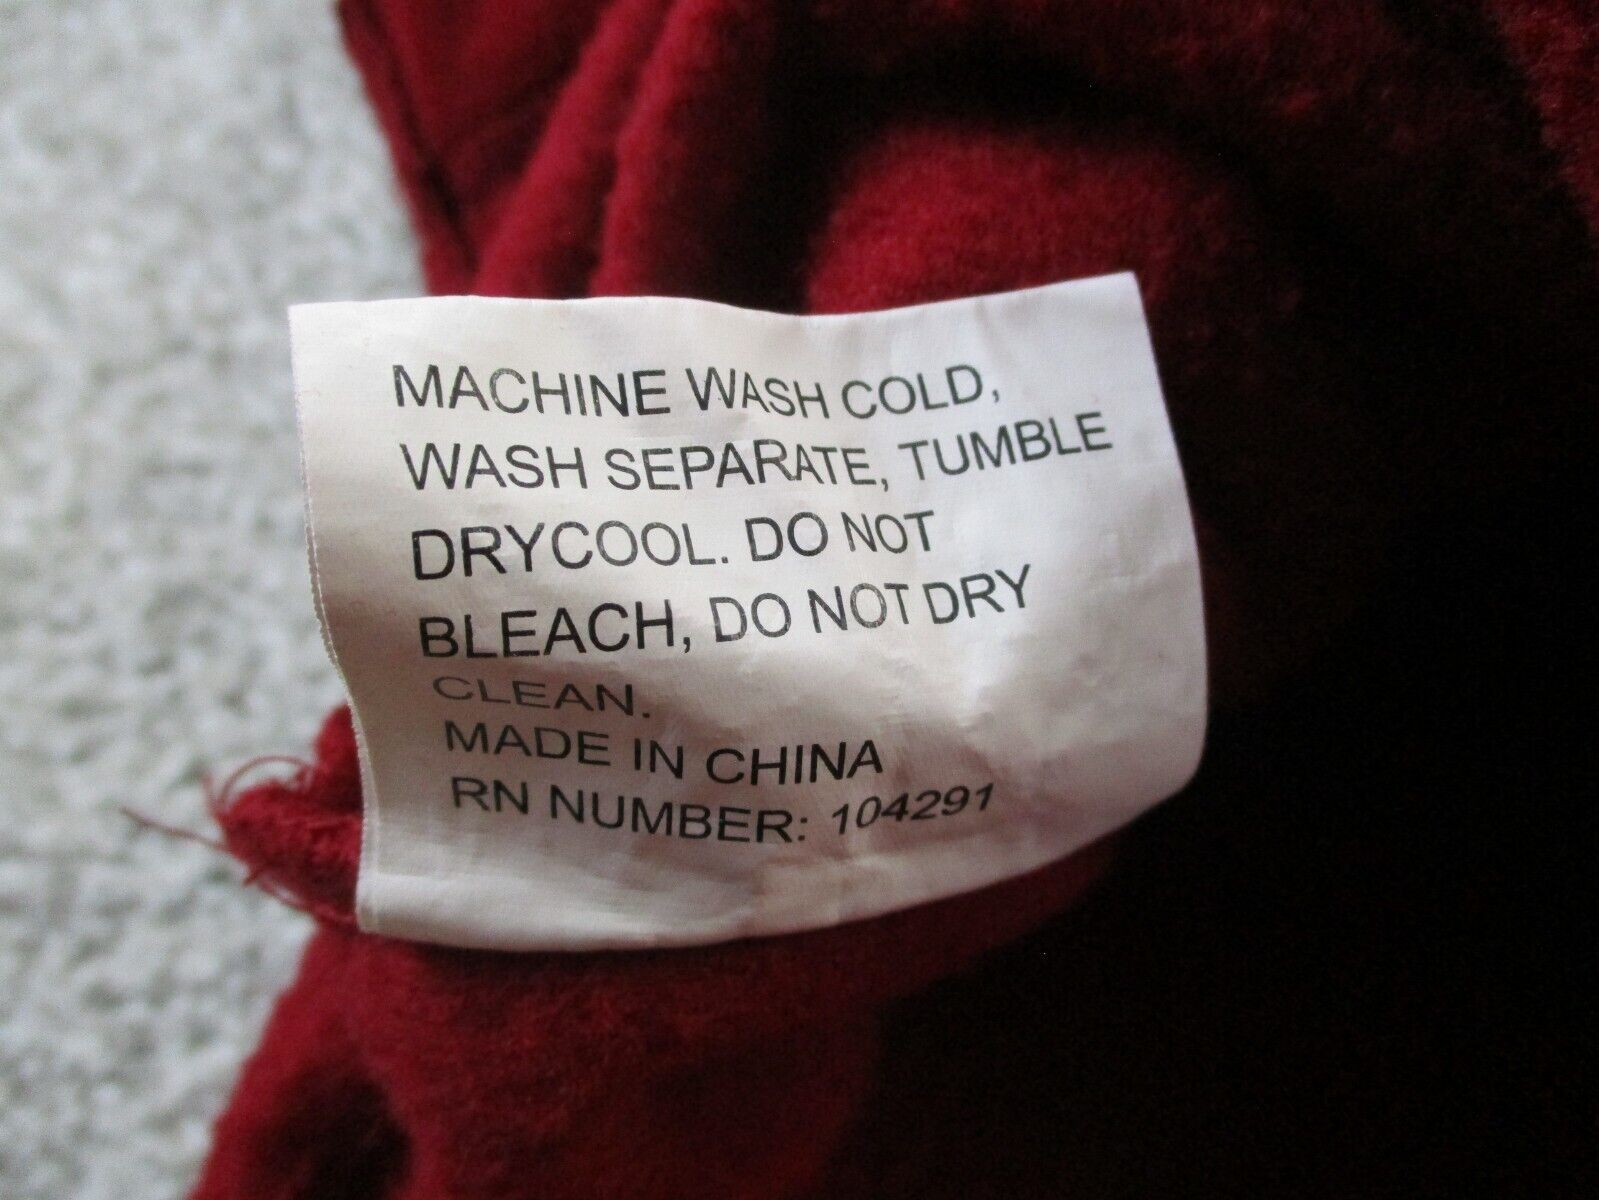 MACHINE WASH COLD,
WASH SEPARATE, TUMBLE
DRYCOOL. DO NOT
BLEACH, DO NOT DRY
CLEAN.
MADE IN CHINA
RN NUMBER: 104291